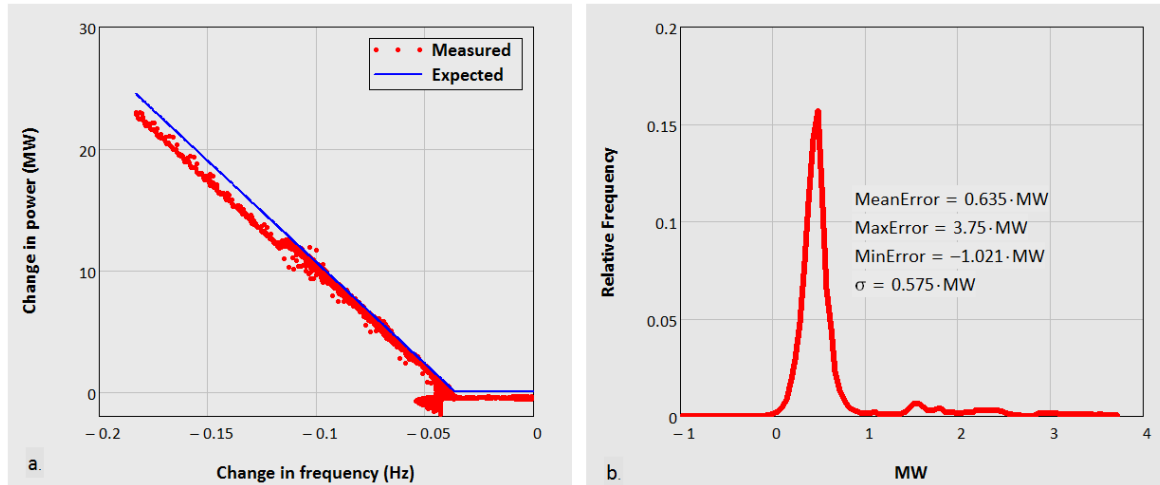 30
20
10
0
−0.2
−0.15
−0.1
−0.05
0
Change in power (MW)
Change in frequency (Hz)
Measured
Expected
a.
0.2
0.15
0.1
0.05
0
−1
0
1
2
3
4
Relative Frequency
MW
MeanError = 0.635·MW
MaxError = 3.75·MW
MinError = −1.021·MW
σ = 0.575·MW
b.